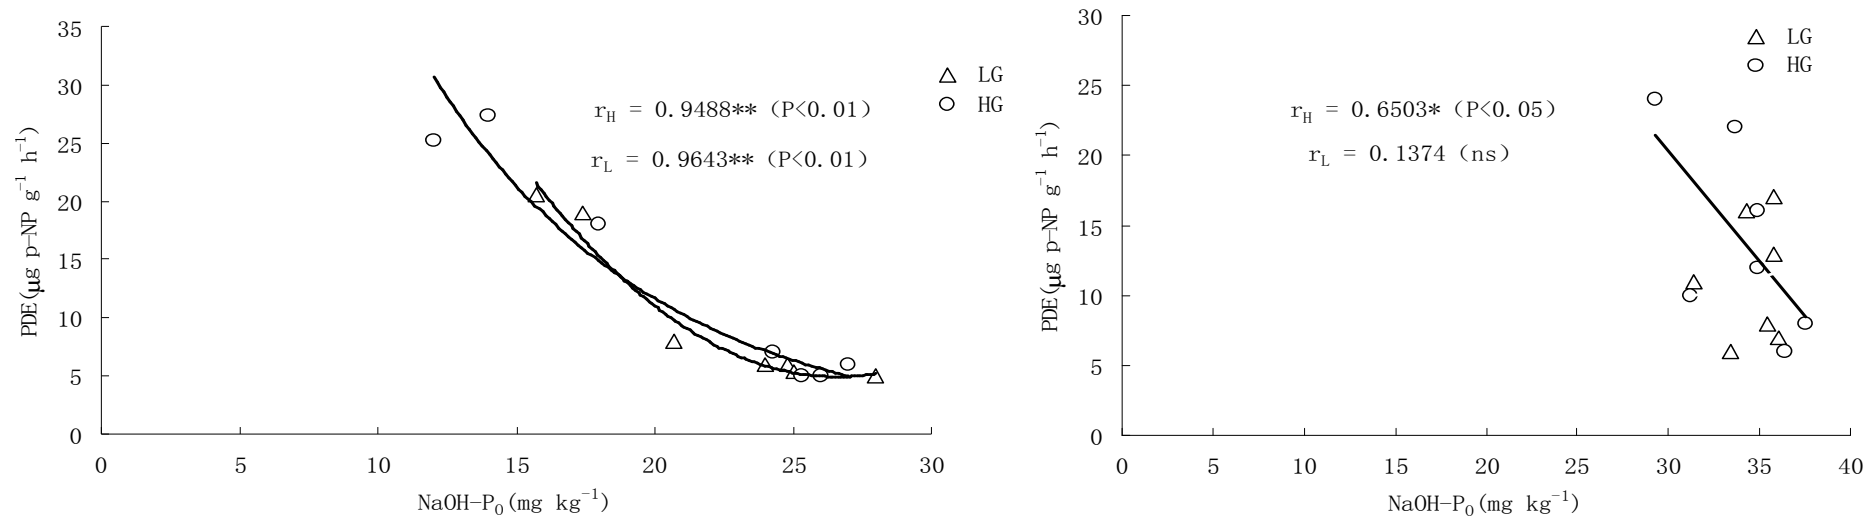 35
30
25
20
15
10
5
0
PDE(μg p-NP g⁻¹ h⁻¹)
LG
HG
r_H = 0.9488** (P<0.01)
r_L = 0.9643** (P<0.01)
0 5 10 15 20 25 30
NaOH-P₀(mg kg⁻¹)
30
25
20
15
10
5
0
PDE(μg p-NP g⁻¹ h⁻¹)
LG
HG
r_H = 0.6503* (P<0.05)
r_L = 0.1374 (ns)
0 5 10 15 20 25 30 35 40
NaOH-P₀(mg kg⁻¹)